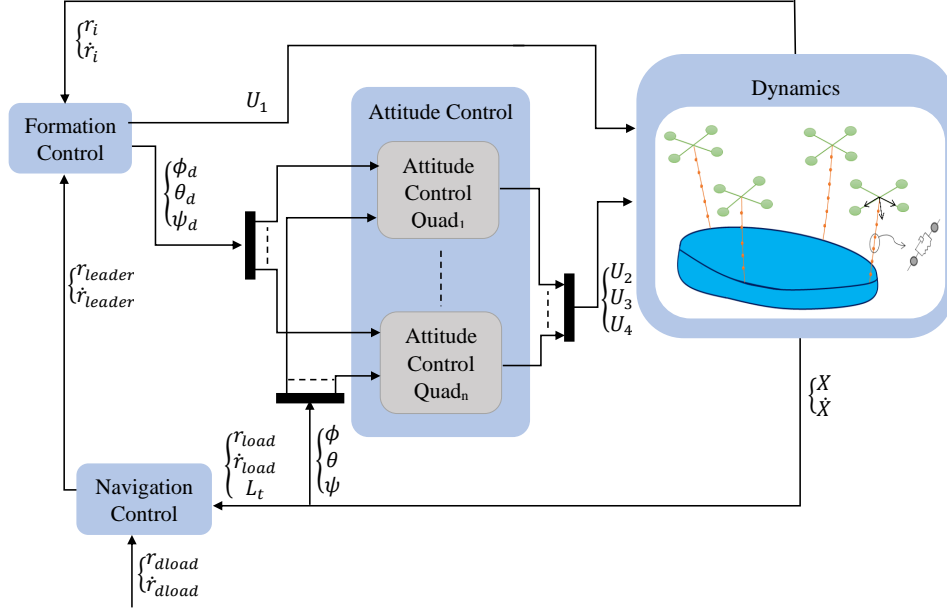 r_i
ṙ_i
U_1
Dynamics
Formation
Control
Attitude Control
ϕ_d
θ_d
ψ_d
Attitude
Control
Quad₁
r_leader
ṙ_leader
U_2
U_3
U_4
Attitude
Control
Quadₙ
X
Ẋ
r_load
ṙ_load
L_t
ϕ
θ
ψ
Navigation
Control
r_dload
ṙ_dload